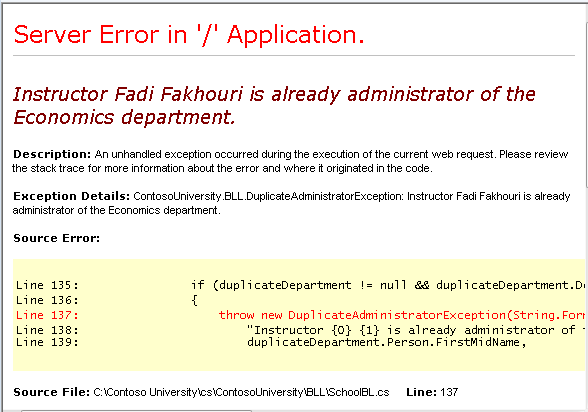 Server Error in '/' Application.
Instructor Fadi Fakhouri is already administrator of the
Economics department.
Description: An unhandled exception occurred during the execution of the current web request. Please review
the stack trace for more information about the error and where it originated in the code.
Exception Details: ContosoUniversity.BLL.DuplicateAdministratorException: Instructor Fadi Fakhouri is already
administrator of the Economics department.
Source Error:
Line 135: if (duplicateDepartment != null && duplicateDepartment.De
Line 136: {
Line 137: throw new DuplicateAdministratorException(String.Form
Line 138: "Instructor {0} {1} is already administrator of
Line 139: duplicateDepartment.Person.FirstMidName,
Source File: C:\Contoso University\cs\ContosoUniversity\BLL\SchoolBL.cs Line: 137